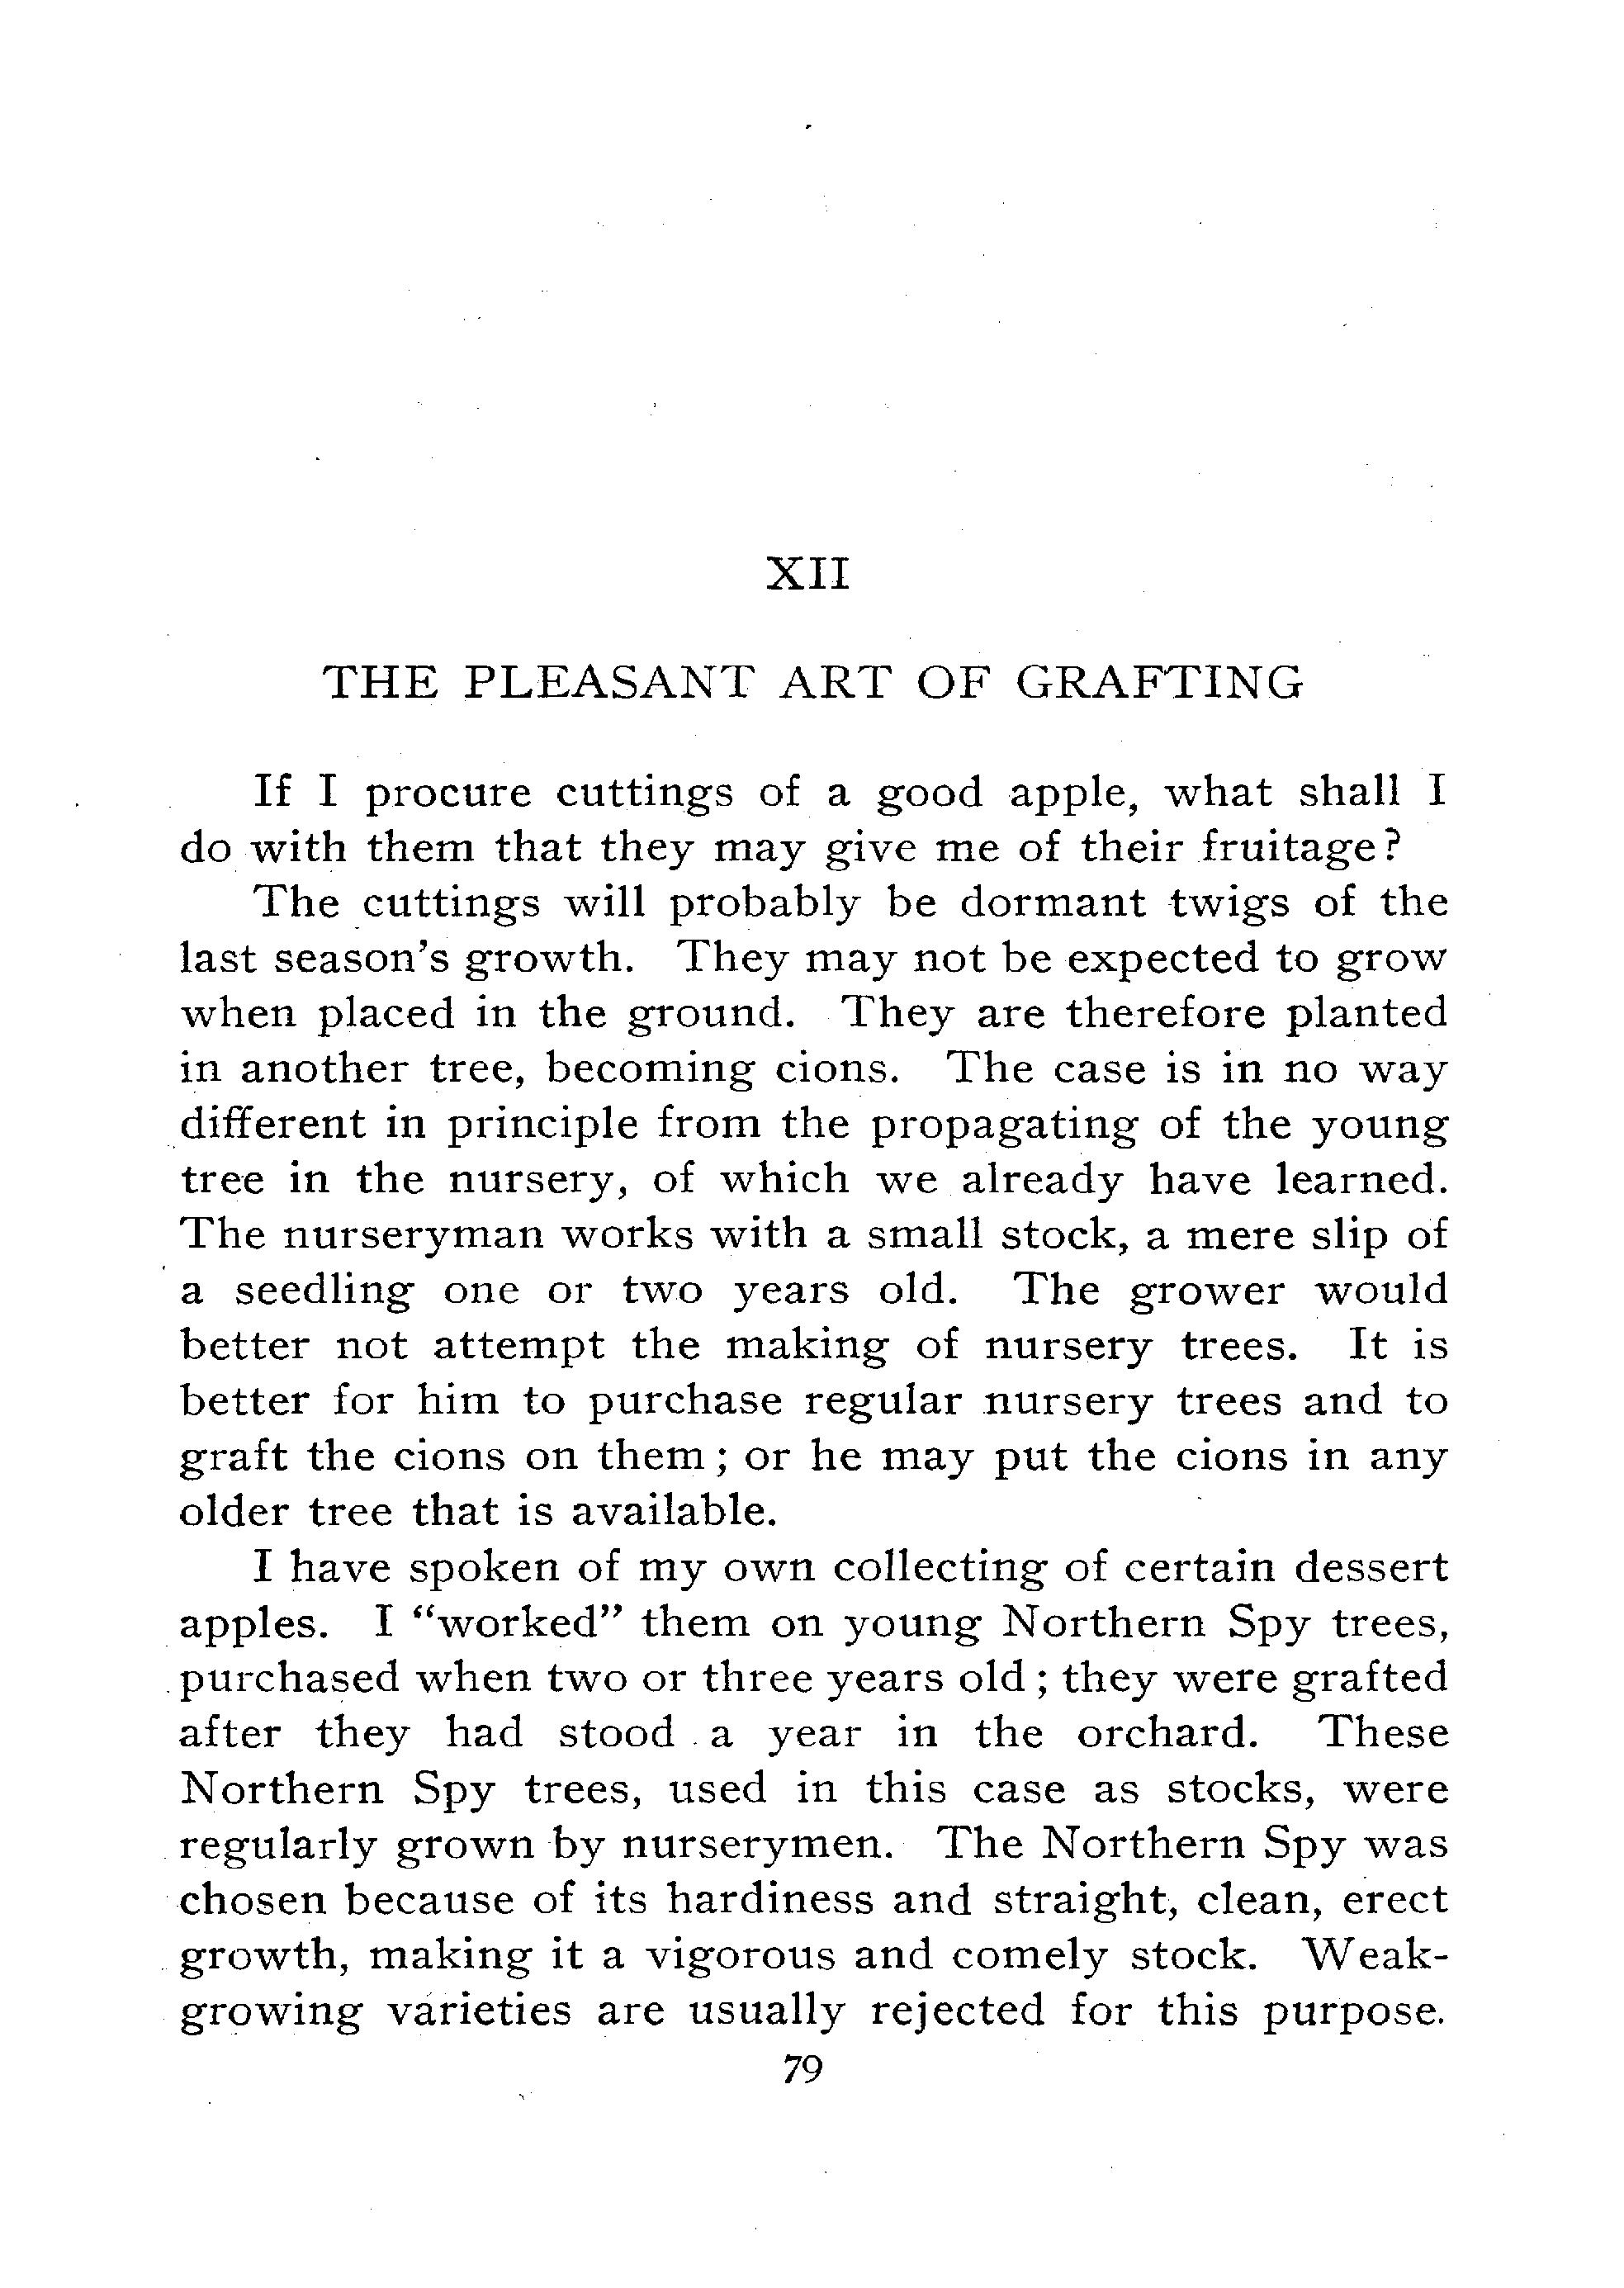 XII
THE PLEASANT ART OF GRAFTING
If I procure cuttings of a good apple, what shall I
do with them that they may give me of their fruitage?
The cuttings will probably be dormant twigs of the
last season's growth. They may not be expected to grow
when placed in the ground. They are therefore planted
in another tree, becoming cions. The case is in no way
different in principle from the propagating of the young
tree in the nursery, of which we already have learned.
The nurseryman works with a small stock, a mere slip of
a seedling one or two years old. The grower would
better not attempt the making of nursery trees. It is
better for him to purchase regular nursery trees and to
graft the cions on them; or he may put the cions in any
older tree that is available.
I have spoken of my own collecting of certain dessert
apples. I "worked" them on young Northern Spy trees,
purchased when two or three years old; they were grafted
after they had stood a year in the orchard. These
Northern Spy trees, used in this case as stocks, were
regularly grown by nurserymen. The Northern Spy was
chosen because of its hardiness and straight, clean, erect
growth, making it a vigorous and comely stock. Weak-
growing varieties are usually rejected for this purpose.
79